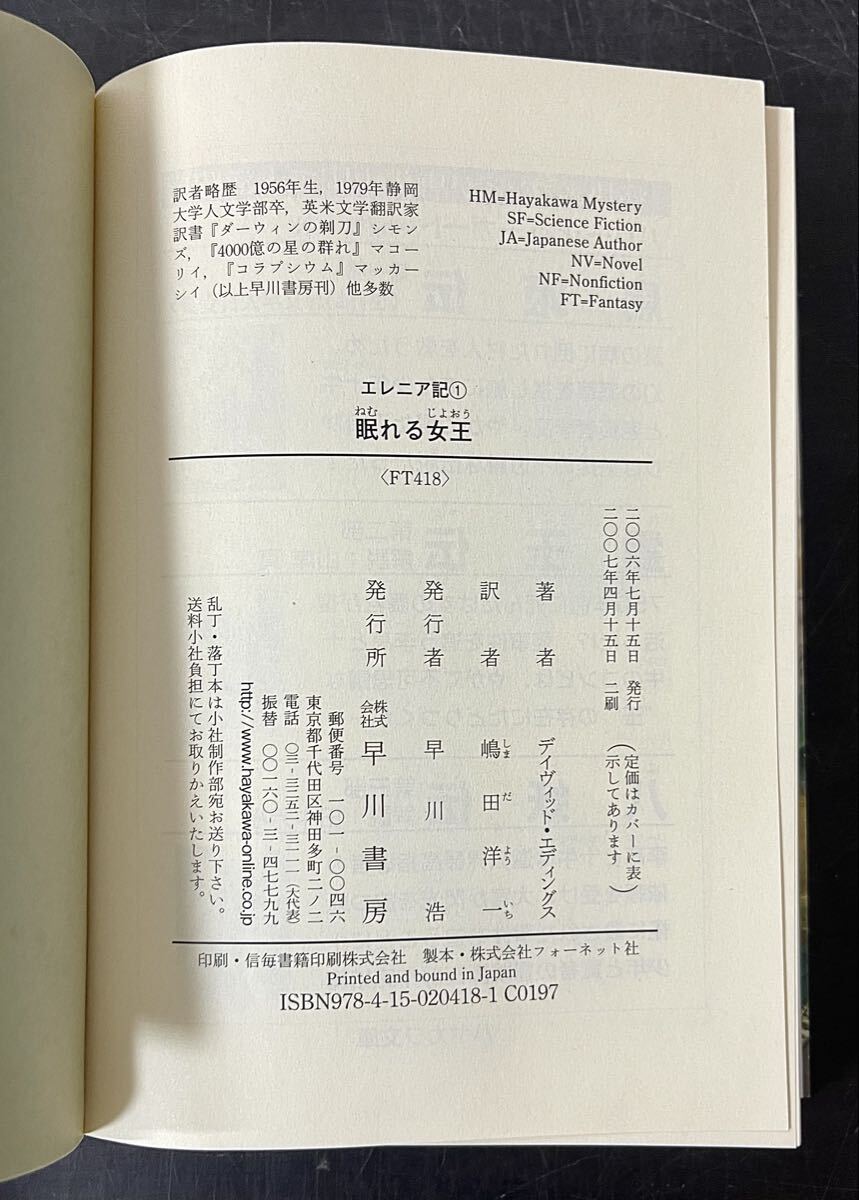 訳者略歴 1956年生，1979年静岡
大学人文学部卒，英米文学翻訳家
訳書『ダーウィンの剃刀』シモン
ズ，『4000億の星の群れ』マコー
リイ，『コラプシウム』マッカー
シイ（以上早川書房刊）他多数
HM=Hayakawa Mystery
SF=Science Fiction
JA=Japanese Author
NV=Novel
NF=Nonfiction
FT=Fantasy
エレニア記①
ねむ じよおう
眠れる女王
〈FT418〉
二〇〇六年七月十五日 発行
二〇〇七年四月十五日 二刷
（定価はカバーに表
示してあります）
著者 デイヴィッド・エディングス
訳者 嶋田洋一
しま だ よう いち
発行者 早川浩
発行所 株式会社 早川書房
郵便番号 一〇一-〇〇四六
東京都千代田区神田多町二ノ二
電話 〇三-三二五二-三一一一（大代表）
振替 〇〇一六〇-三-四七七九九
http://www.hayakawa-online.co.jp
乱丁・落丁本は小社制作部宛お送り下さい。
送料小社負担にてお取りかえいたします。
印刷・信毎書籍印刷株式会社 製本・株式会社フォーネット社
Printed and bound in Japan
ISBN978-4-15-020418-1 C0197